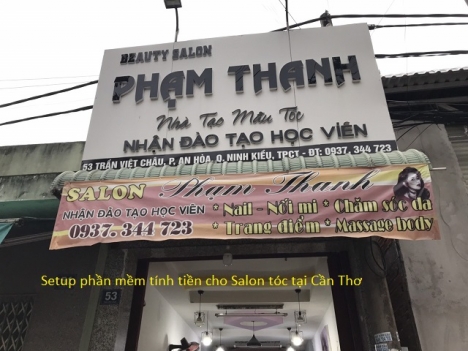 BEAUTY SALON
PHẠM THANH
Nhà Tạo Mẫu Tóc
NHẬN ĐÀO TẠO HỌC VIÊN
53 TRẦN VIỆT CHÂU, P. AN HÒA, Q. NINH KIỀU, TPCT - ĐT: 0937. 344 723
SALON Phạm Thanh
NHẬN ĐÀO TẠO HỌC VIÊN * Nail - Nối mi * Chăm sóc da
0937. 344 723 * Trang điểm * Massage body
Setup phần mềm tính tiền cho Salon tóc tại Cần Thơ
53